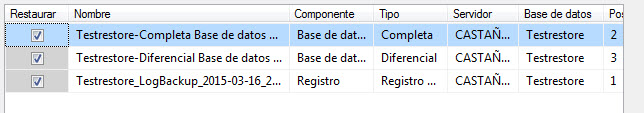 Restaurar Nombre Componente Tipo Servidor Base de datos Pos
Testrestore-Completa Base de datos ... Base de dat... Completa CASTAÑ... Testrestore 2
Testrestore-Diferencial Base de datos ... Base de dat... Diferencial CASTAÑ... Testrestore 3
Testrestore_LogBackup_2015-03-16_2... Registro Registro ... CASTAÑ... Testrestore 1